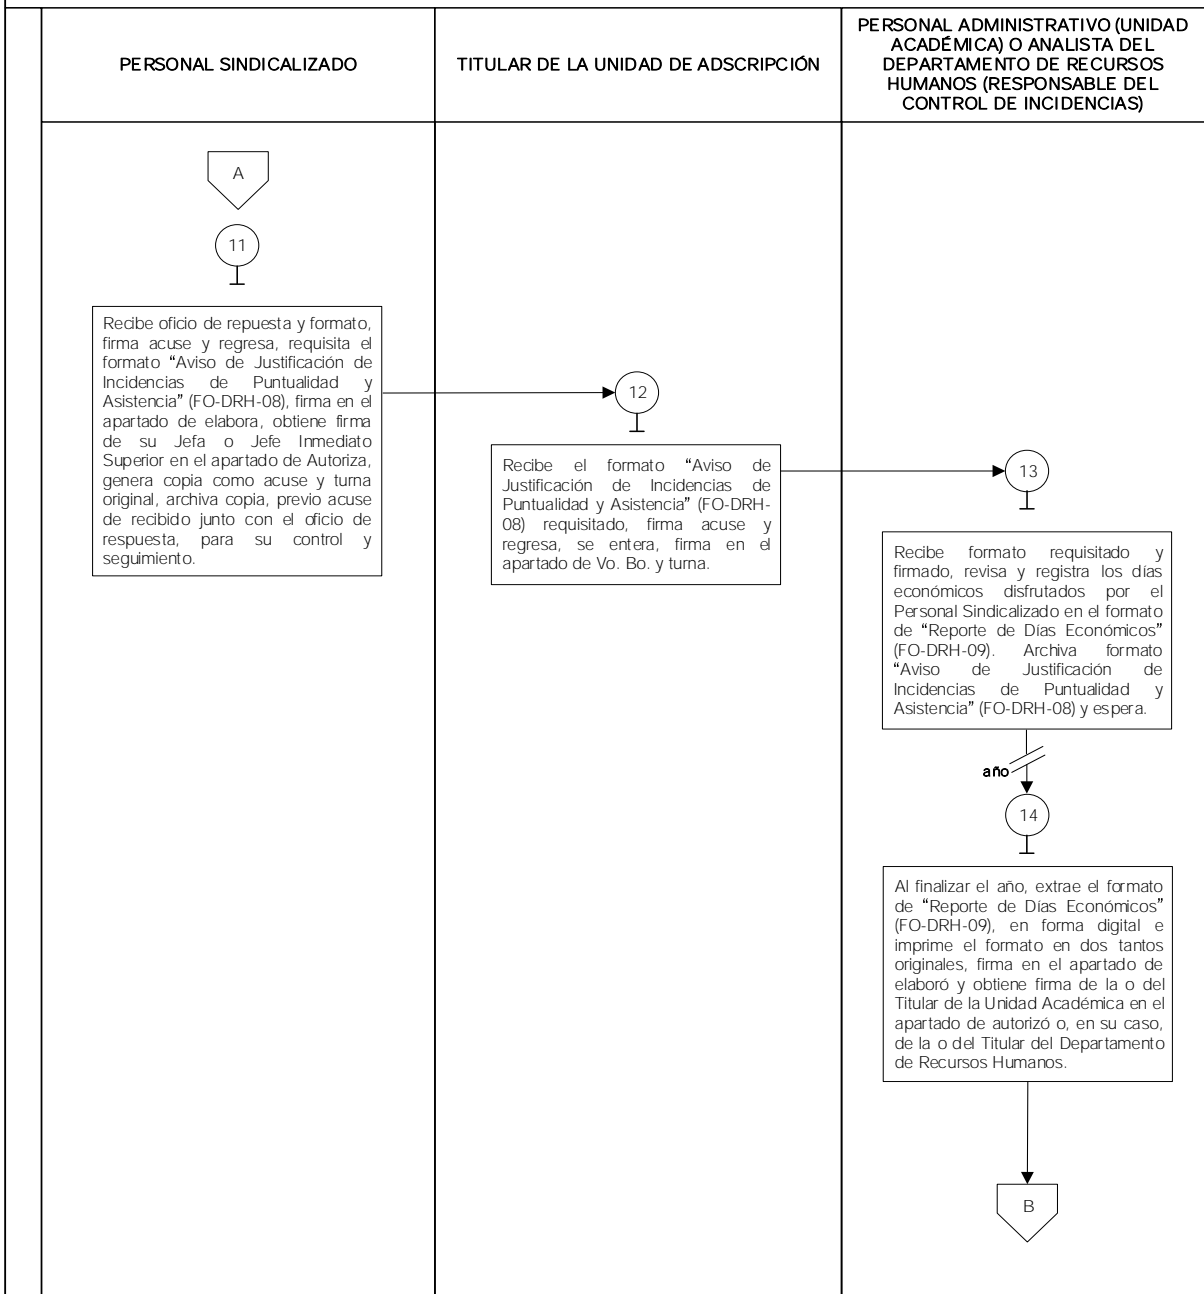 PERSONAL SINDICALIZADO
TITULAR DE LA UNIDAD DE ADSCRIPCIÓN
PERSONAL ADMINISTRATIVO (UNIDAD
ACADÉMICA) O ANALISTA DEL
DEPARTAMENTO DE RECURSOS
HUMANOS (RESPONSABLE DEL
CONTROL DE INCIDENCIAS)
A
11
Recibe oficio de repuesta y formato,
firma acuse y regresa, requisita el
formato “Aviso de Justificación de
Incidencias de Puntualidad y
Asistencia” (FO-DRH-08), firma en el
apartado de elabora, obtiene firma
de su Jefa o Jefe Inmediato
Superior en el apartado de Autoriza,
genera copia como acuse y turna
original, archiva copia, previo acuse
de recibido junto con el oficio de
respuesta, para su control y
seguimiento.
12
Recibe el formato “Aviso de
Justificación de Incidencias de
Puntualidad y Asistencia” (FO-DRH-
08) requisitado, firma acuse y
regresa, se entera, firma en el
apartado de Vo. Bo. y turna.
13
Recibe formato requisitado y
firmado, revisa y registra los días
económicos disfrutados por el
Personal Sindicalizado en el formato
de “Reporte de Días Económicos”
(FO-DRH-09). Archiva formato
“Aviso de Justificación de
Incidencias de Puntualidad y
Asistencia” (FO-DRH-08) y espera.
año
14
Al finalizar el año, extrae el formato
de “Reporte de Días Económicos”
(FO-DRH-09), en forma digital e
imprime el formato en dos tantos
originales, firma en el apartado de
elaboró y obtiene firma de la o del
Titular de la Unidad Académica en el
apartado de autorizó o, en su caso,
de la o del Titular del Departamento
de Recursos Humanos.
B